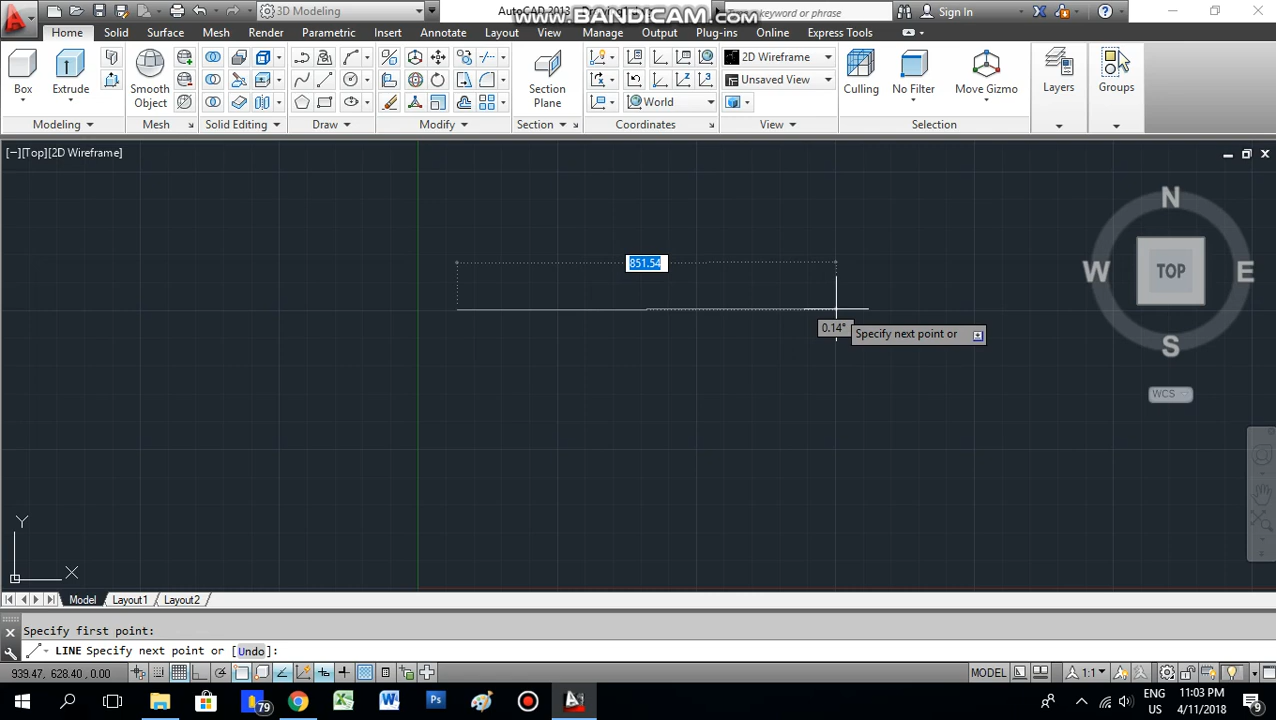 3D Modeling
AutoCAD 2013
www.BANDICAM.com
Type a keyword or phrase
Sign In
Home Solid Surface Mesh Render Parametric Insert Annotate Layout View Manage Output Plug-ins Online Express Tools
Box
Extrude
Smooth
Object
Section
Plane
World
2D Wireframe
Unsaved View
Culling
No Filter
Move Gizmo
Layers
Groups
Modeling Mesh Solid Editing Draw Modify Section Coordinates View Selection
[−][Top][2D Wireframe]
N
W TOP E
S
WCS
851.54
0.14°
Specify next point or
Y
X
Model Layout1 Layout2
Specify first point:
LINE Specify next point or [Undo]:
939.47, 628.40, 0.00
MODEL
1:1
79
ENG
US
11:03 PM
4/11/2018
9